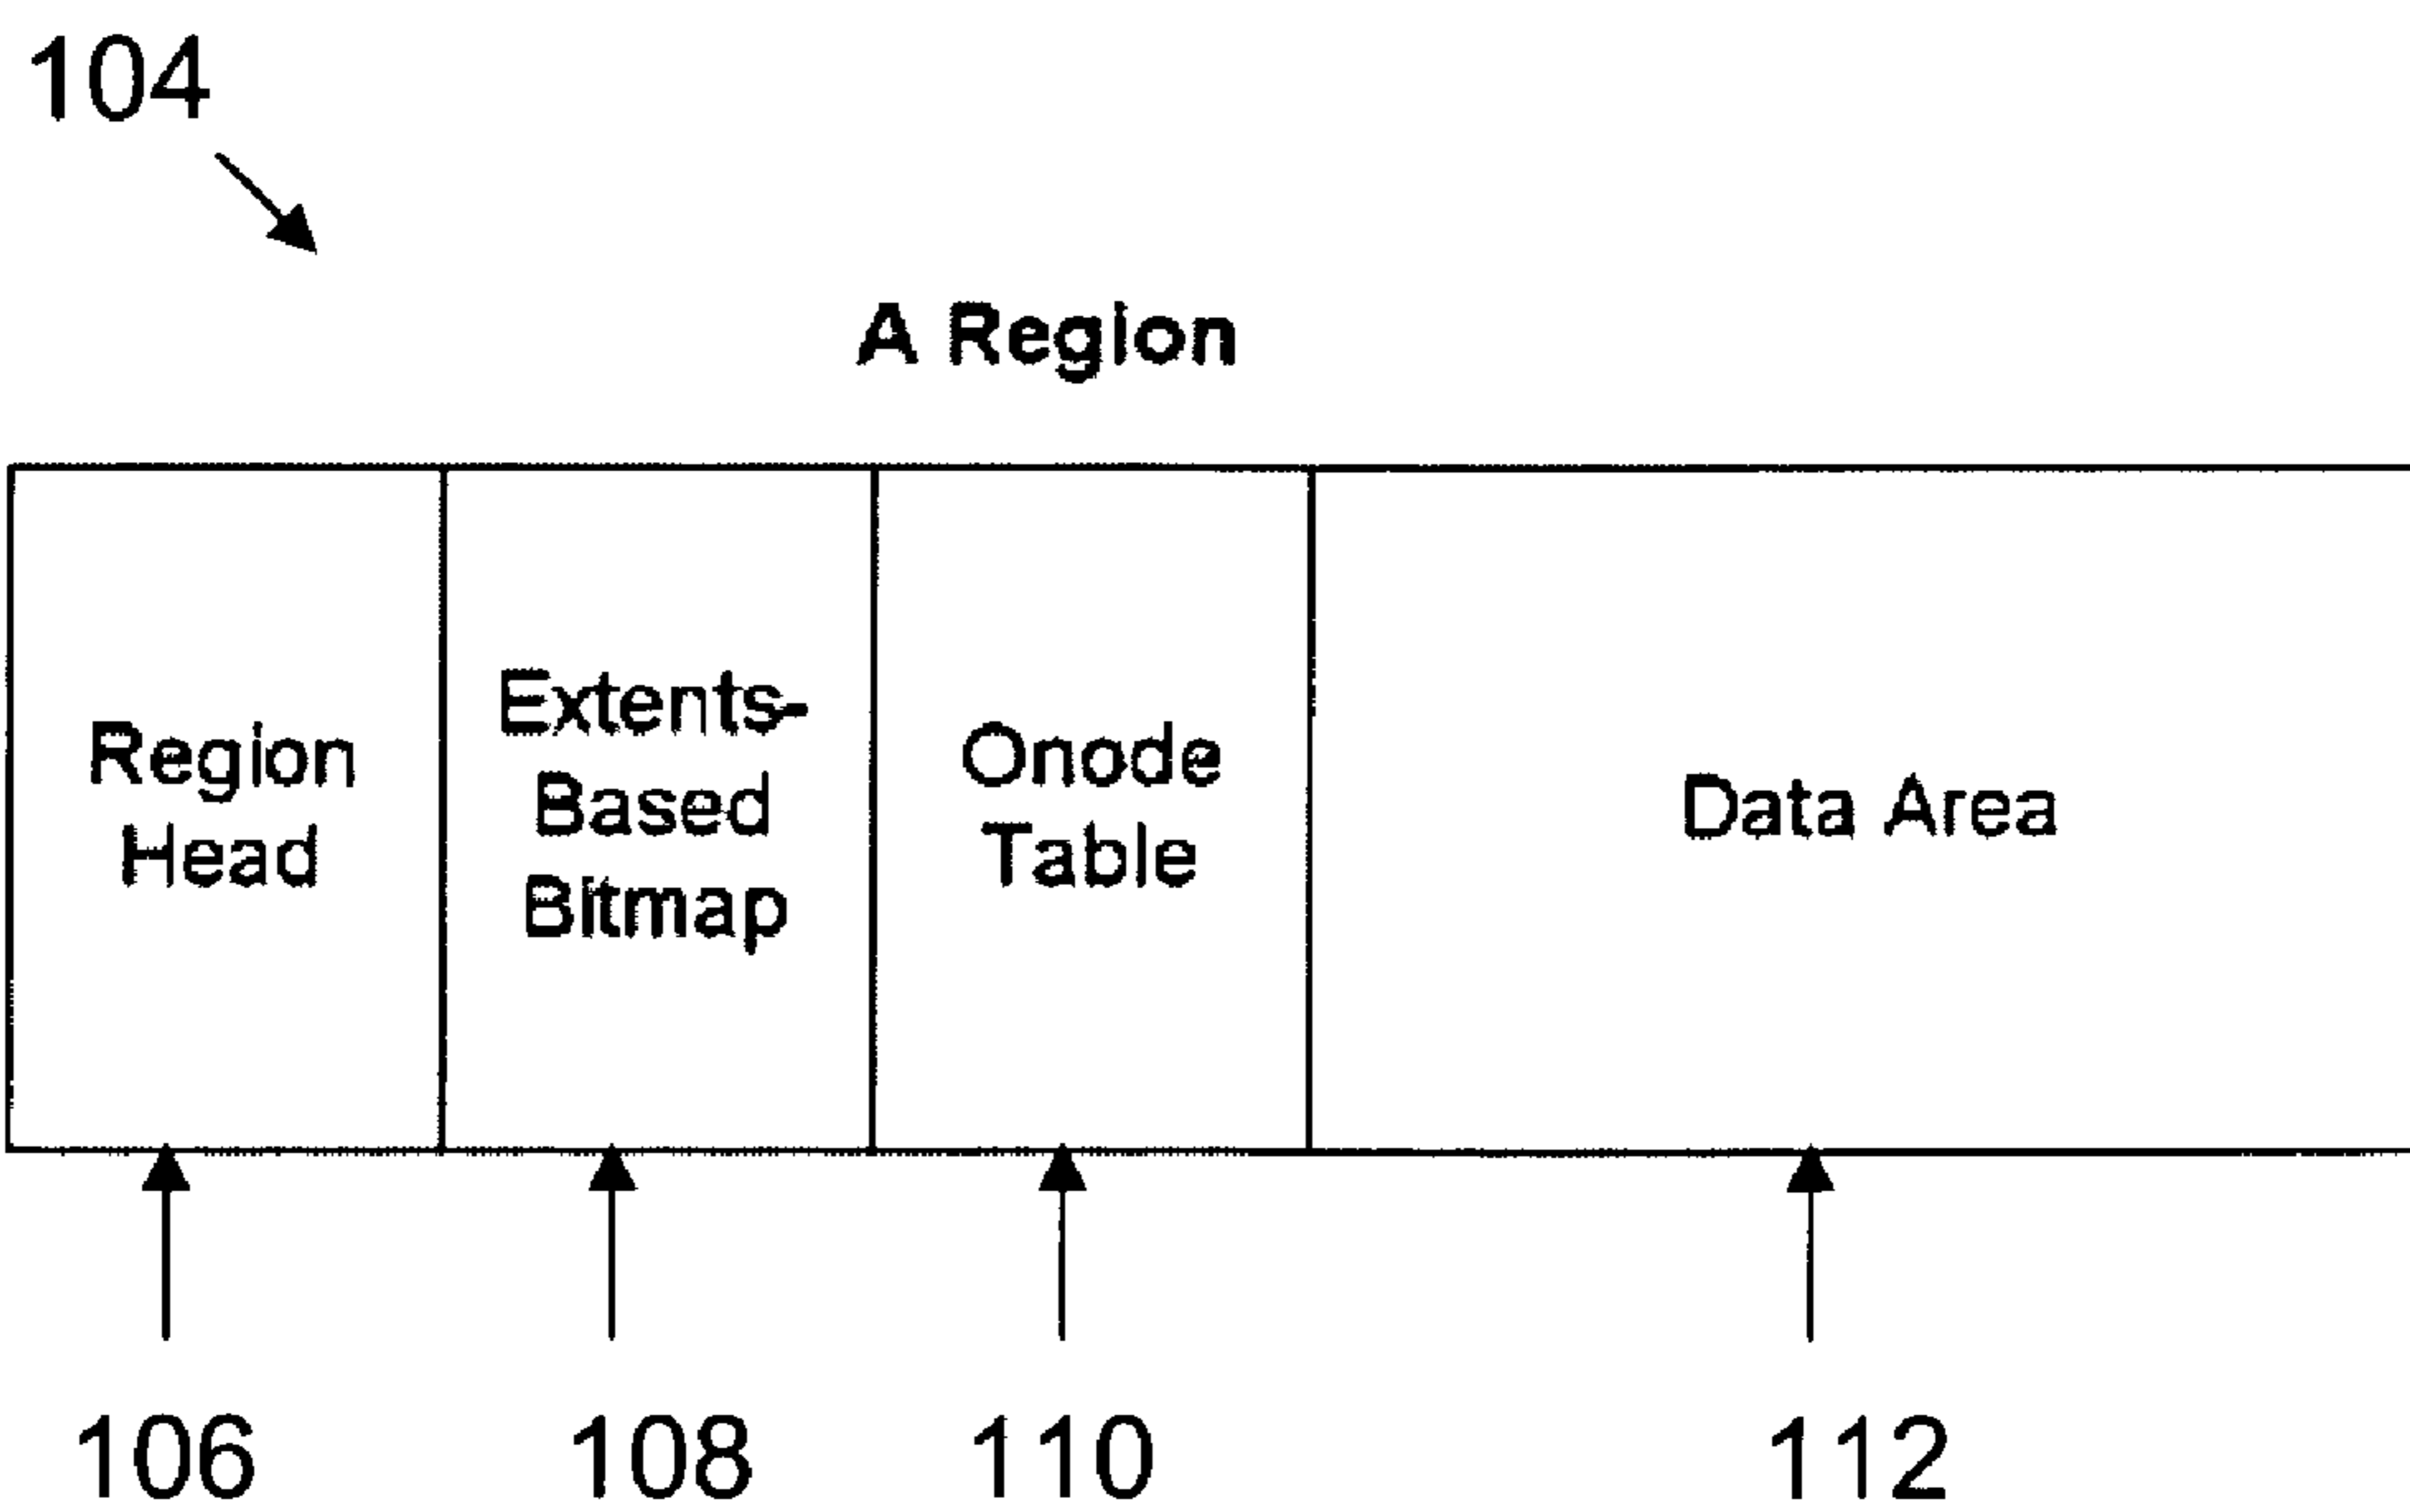 104
A Region
Region
Head
Extents-
Based
Bitmap
Onode
Table
Data Area
106
108
110
112